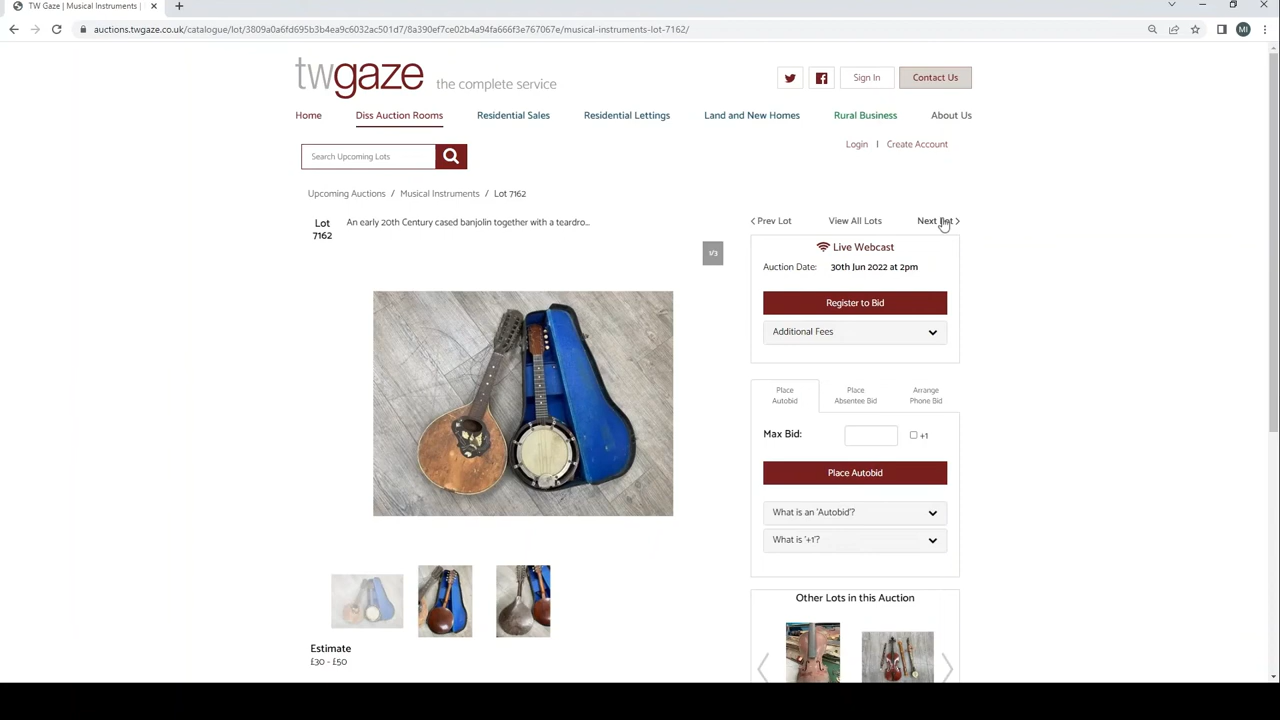 TW Gaze | Musical Instruments |
auctions.twgaze.co.uk/catalogue/lot/3809a0a6fd695b3b4ea9c6032ac501d7/8a390ef7ce02b4a94fa666f3e767071e/musical-instruments-lot-7162/
MI
twgaze the complete service
Sign In
Contact Us
Home
Diss Auction Rooms
Residential Sales
Residential Lettings
Land and New Homes
Rural Business
About Us
Login | Create Account
Search Upcoming Lots
Upcoming Auctions / Musical Instruments / Lot 7162
Lot
7162
An early 20th Century cased banjolin together with a teardro...
Prev Lot
View All Lots
Next Lot
1/3
Live Webcast
Auction Date: 30th Jun 2022 at 2pm
Register to Bid
Additional Fees
Place
Autobid
Place
Absentee Bid
Arrange
Phone Bid
Max Bid:
+1
Place Autobid
What is an 'Autobid'?
What is '+1'?
Other Lots in this Auction
Estimate
£30 - £50